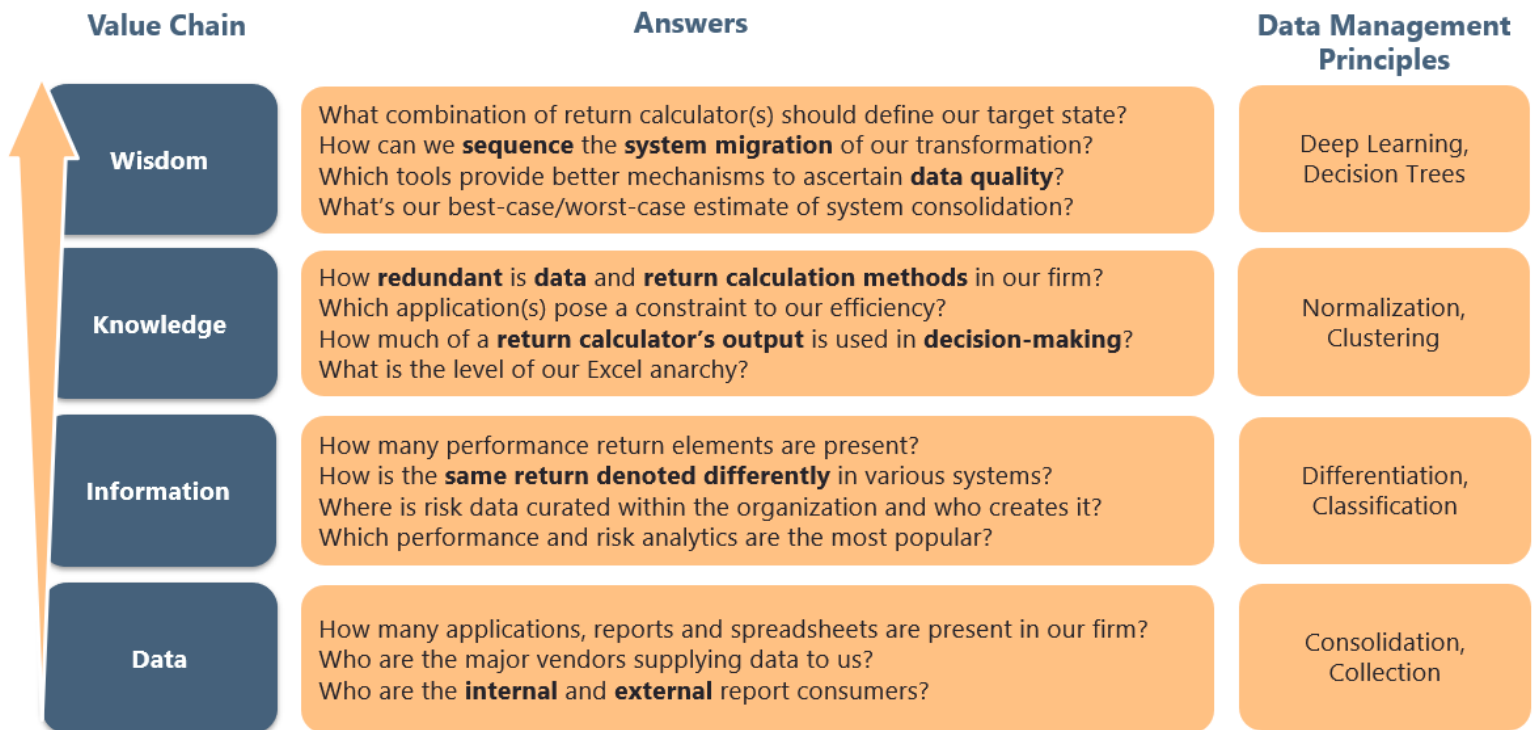 Value Chain
Answers
Data Management
Principles
Wisdom
What combination of return calculator(s) should define our target state?
How can we sequence the system migration of our transformation?
Which tools provide better mechanisms to ascertain data quality?
What’s our best-case/worst-case estimate of system consolidation?
Deep Learning,
Decision Trees
Knowledge
How redundant is data and return calculation methods in our firm?
Which application(s) pose a constraint to our efficiency?
How much of a return calculator’s output is used in decision-making?
What is the level of our Excel anarchy?
Normalization,
Clustering
Information
How many performance return elements are present?
How is the same return denoted differently in various systems?
Where is risk data curated within the organization and who creates it?
Which performance and risk analytics are the most popular?
Differentiation,
Classification
Data
How many applications, reports and spreadsheets are present in our firm?
Who are the major vendors supplying data to us?
Who are the internal and external report consumers?
Consolidation,
Collection